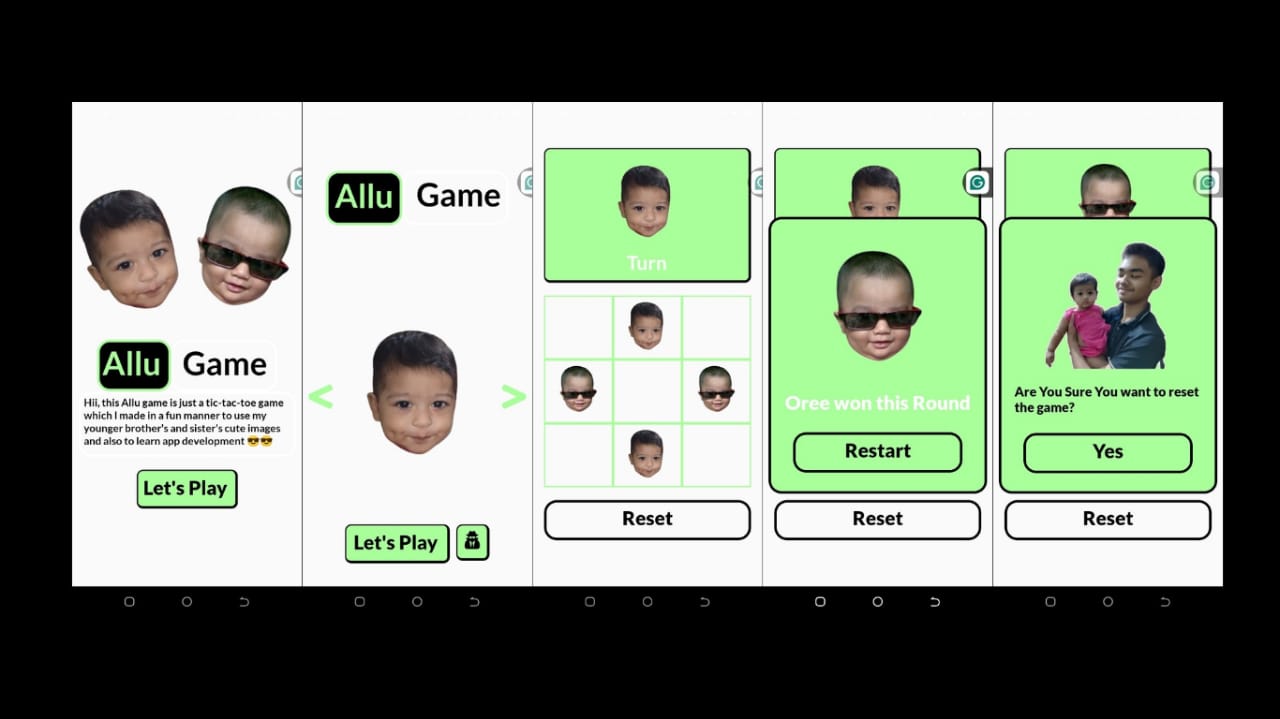 Allu Game
Hii, this Allu game is just a tic-tac-toe game
which I made in a fun manner to use my
younger brother's and sister's cute images
and also to learn app development 😎😎
Let's Play
Allu Game
< >
Let's Play
Turn
Reset
Oree won this Round
Restart
Reset
Are You Sure You want to reset
the game?
Yes
Reset